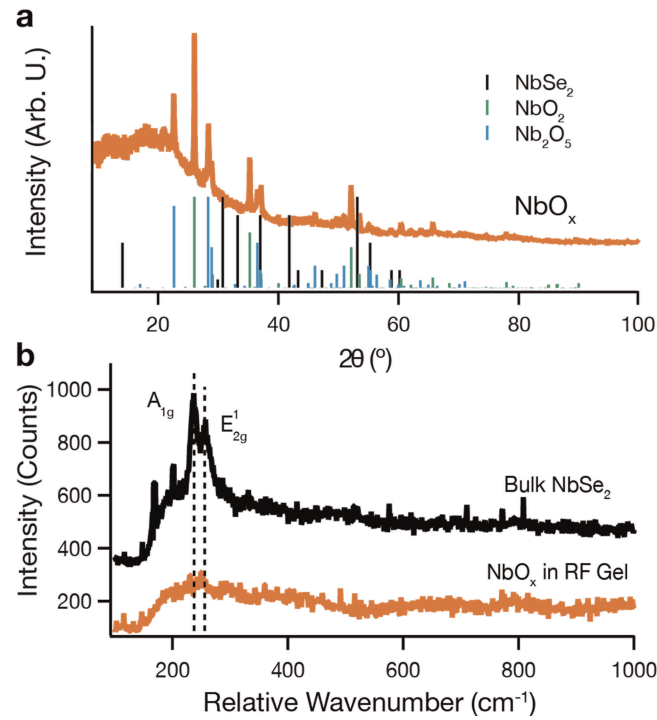 a
Intensity (Arb. U.)
NbSe₂
NbO₂
Nb₂O₅
NbOₓ
20 40 60 80 100
2θ (º)
b
Intensity (Counts)
1000
800
600
400
200
A₁g
E¹₂g
Bulk NbSe₂
NbOₓ in RF Gel
200 400 600 800 1000
Relative Wavenumber (cm⁻¹)